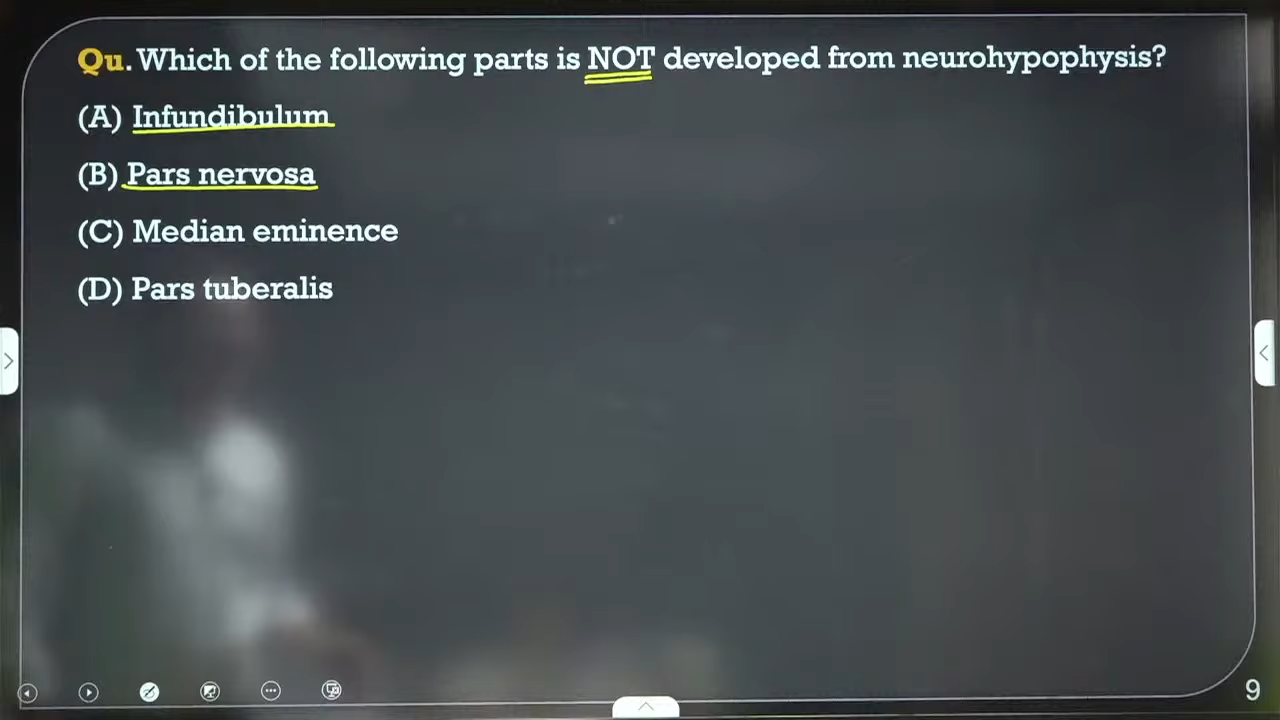 Qu. Which of the following parts is NOT developed from neurohypophysis?
(A) Infundibulum
(B) Pars nervosa
(C) Median eminence
(D) Pars tuberalis
9